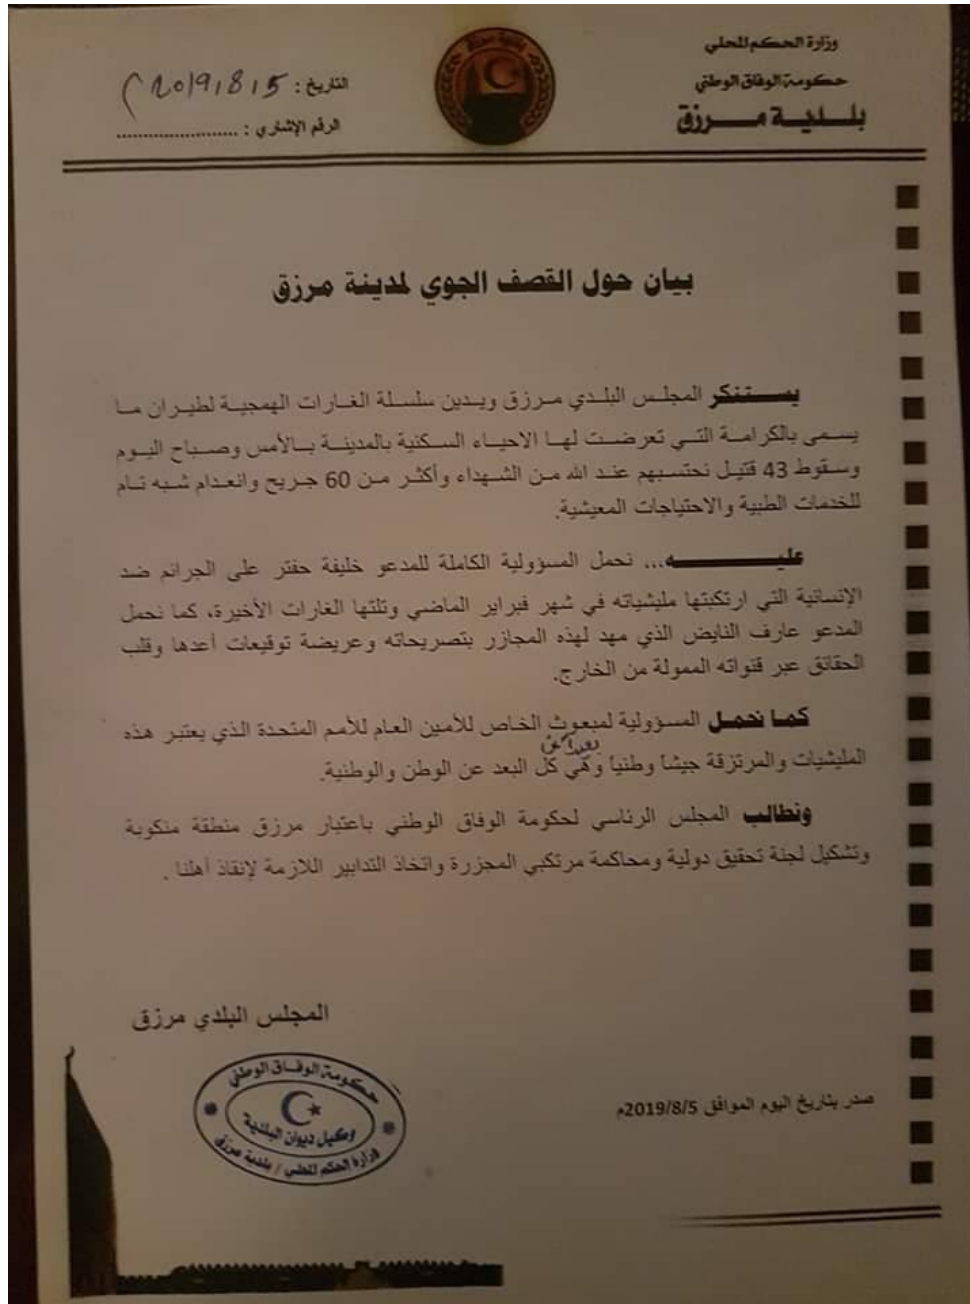 وزارة الحكم المحلي
حكومة الوفاق الوطني
بلدية مرزق
التاريخ : 2019/8/5
الرقم الإشاري : ......................
بيان حول القصف الجوي لمدينة مرزق
يستنكر المجلس البلدي مرزق ويدين سلسلة الغارات الهمجية لطيران ما
يسمى بالكرامة التي تعرضت لها الاحياء السكنية بالمدينة بالأمس وصباح اليوم
وسقوط 43 قتيل نحتسبهم عند الله من الشهداء وأكثر من 60 جريح وانعدام شبه تام
للخدمات الطبية والاحتياجات المعيشية.
عليه... نحمل المسؤولية الكاملة للمدعو خليفة حفتر على الجرائم ضد
الإنسانية التي ارتكبتها مليشياته في شهر فبراير الماضي وتلتها الغارات الأخيرة، كما نحمل
المدعو عارف النايض الذي مهد لهذه المجازر بتصريحاته وعريضة توقيعات أعدها وقلب
الحقائق عبر قنواته الممولة من الخارج.
كما نحمل المسؤولية لمبعوث الخاص للأمين العام للأمم المتحدة الذي يعتبر هذه
المليشيات والمرتزقة جيشاً وطنياً وهي كل البعد عن الوطن والوطنية.
ونطالب المجلس الرئاسي لحكومة الوفاق الوطني باعتبار مرزق منطقة منكوبة
وتشكيل لجنة تحقيق دولية ومحاكمة مرتكبي المجزرة واتخاذ التدابير اللازمة لإنقاذ أهلنا .
المجلس البلدي مرزق
حكومة الوفاق الوطني
وكيل ديوان البلدية
وزارة الحكم المحلي / بلدية مرزق
صدر بتاريخ اليوم الموافق 2019/8/5م